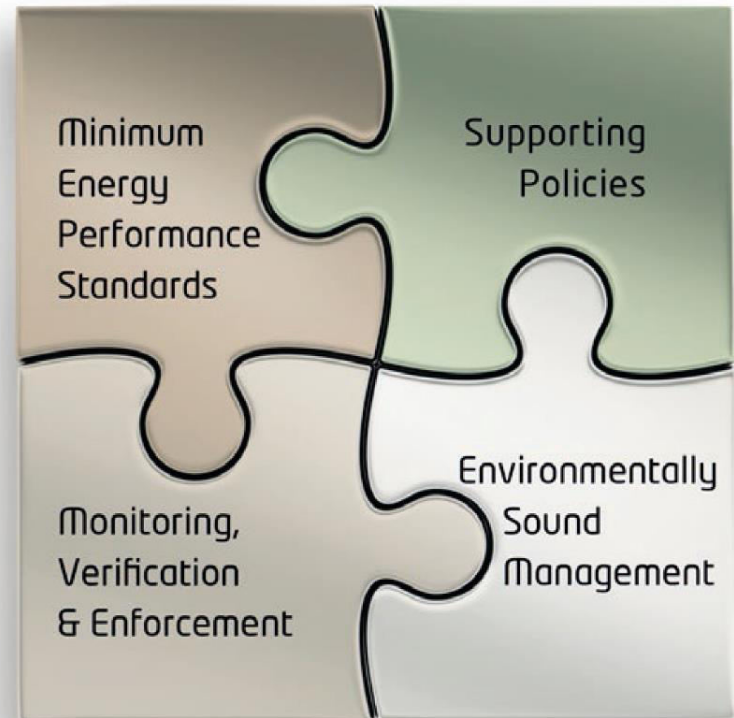 Minimum
Energy
Performance
Standards
Supporting
Policies
Monitoring,
Verification
& Enforcement
Environmentally
Sound
Management